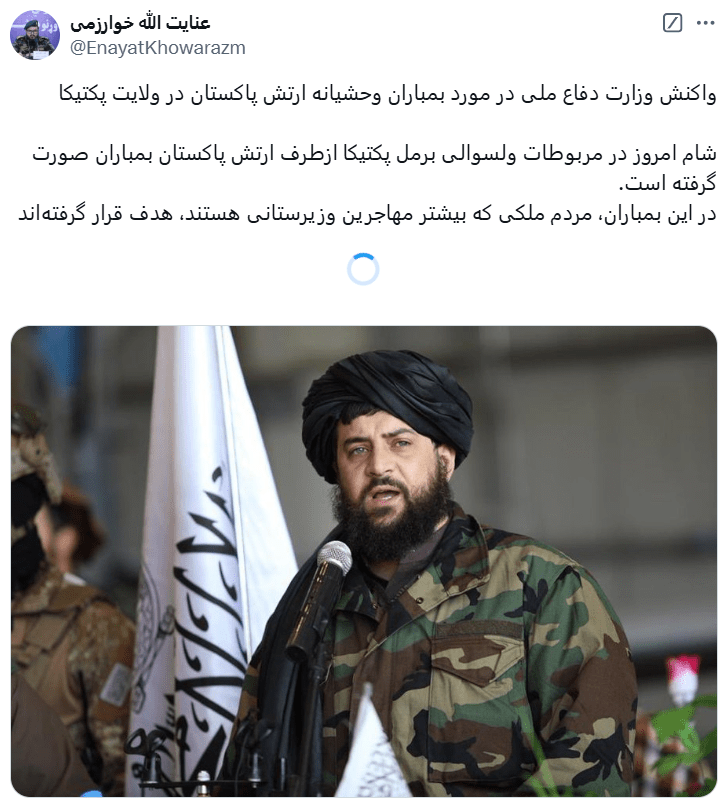 عنایت الله خوارزمی
@EnayatKhowarazm
واکنش وزارت دفاع ملی در مورد بمباران وحشیانه ارتش پاکستان در ولایت پکتیکا
شام امروز در مربوطات ولسوالی برمل پکتیکا ازطرف ارتش پاکستان بمباران صورت
گرفته است.
در این بمباران، مردم ملکی که بیشتر مهاجرین وزیرستانی هستند، هدف قرار گرفته‌اند